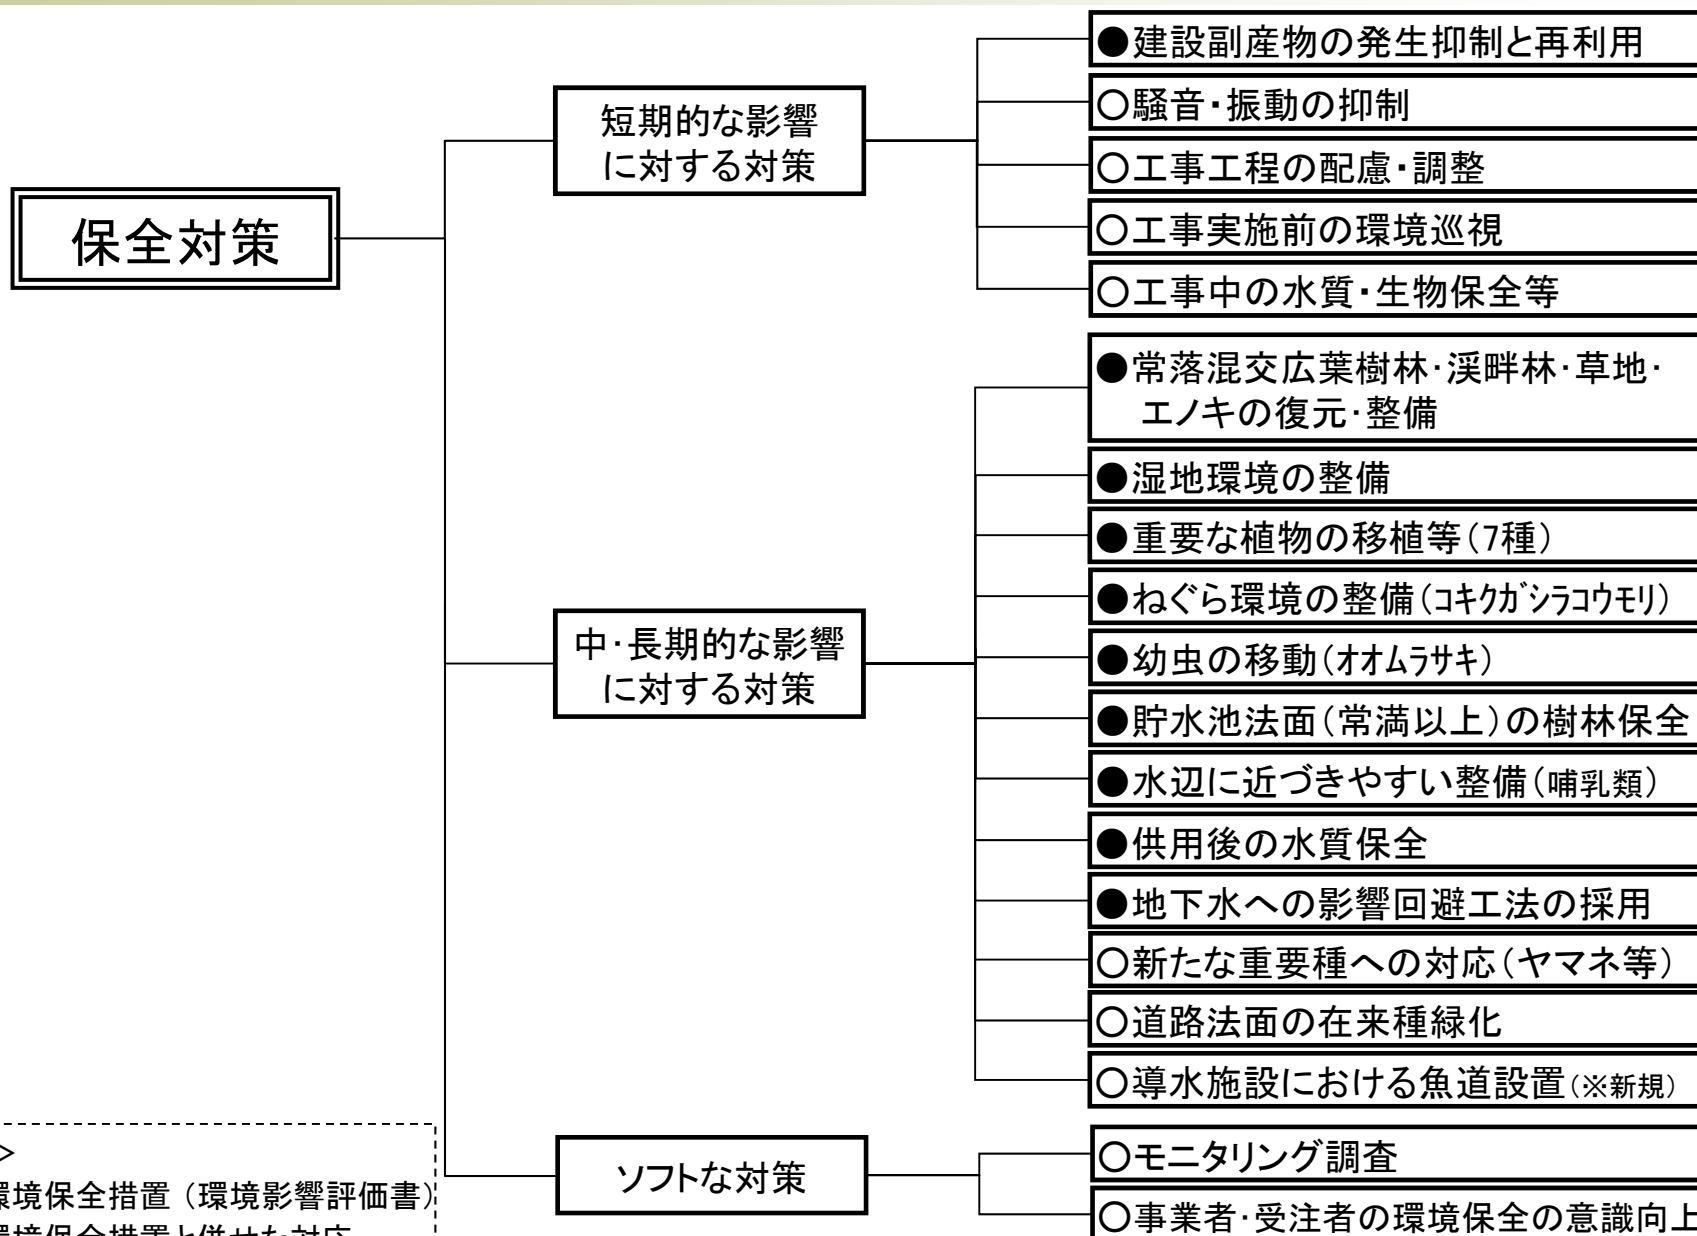 保全対策
短期的な影響
に対する対策
●建設副産物の発生抑制と再利用
○騒音・振動の抑制
○工事工程の配慮・調整
○工事実施前の環境巡視
○工事中の水質・生物保全等
中・長期的な影響
に対する対策
●常落混交広葉樹林・渓畔林・草地・
エノキの復元・整備
●湿地環境の整備
●重要な植物の移植等（7種）
●ねぐら環境の整備（ｺｷｸｶﾞｼﾗｺｳﾓﾘ）
●幼虫の移動（ｵｵﾑﾗｻｷ）
●貯水池法面（常満以上）の樹林保全
●水辺に近づきやすい整備（哺乳類）
●供用後の水質保全
●地下水への影響回避工法の採用
○新たな重要種への対応（ヤマネ等）
○道路法面の在来種緑化
○導水施設における魚道設置（※新規）
ソフトな対策
○モニタリング調査
○事業者・受注者の環境保全の意識向上
＞
環境保全措置（環境影響評価書）
環境保全措置と併せた対応